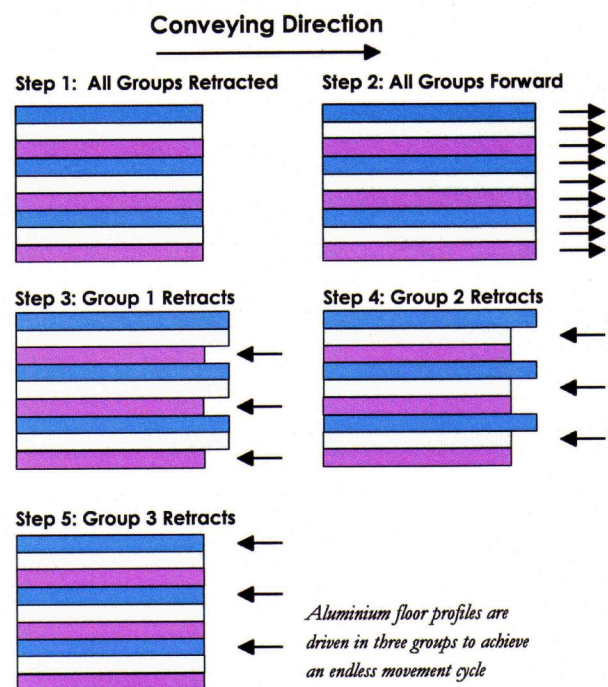 Conveying Direction
Step 1: All Groups Retracted
Step 2: All Groups Forward
Step 3: Group 1 Retracts
Step 4: Group 2 Retracts
Step 5: Group 3 Retracts
Aluminium floor profiles are
driven in three groups to achieve
an endless movement cycle